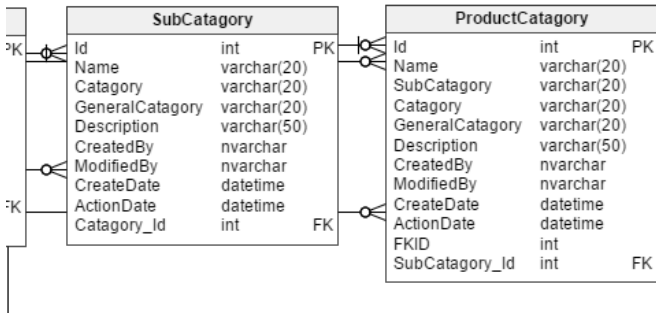 SubCatagory
PK
Id int PK
Name varchar(20)
Catagory varchar(20)
GeneralCatagory varchar(20)
Description varchar(50)
CreatedBy nvarchar
ModifiedBy nvarchar
CreateDate datetime
FK
ActionDate datetime
Catagory_Id int FK
ProductCatagory
Id int PK
Name varchar(20)
SubCatagory varchar(20)
Catagory varchar(20)
GeneralCatagory varchar(20)
Description varchar(50)
CreatedBy nvarchar
ModifiedBy nvarchar
CreateDate datetime
ActionDate datetime
FKID int
SubCatagory_Id int FK